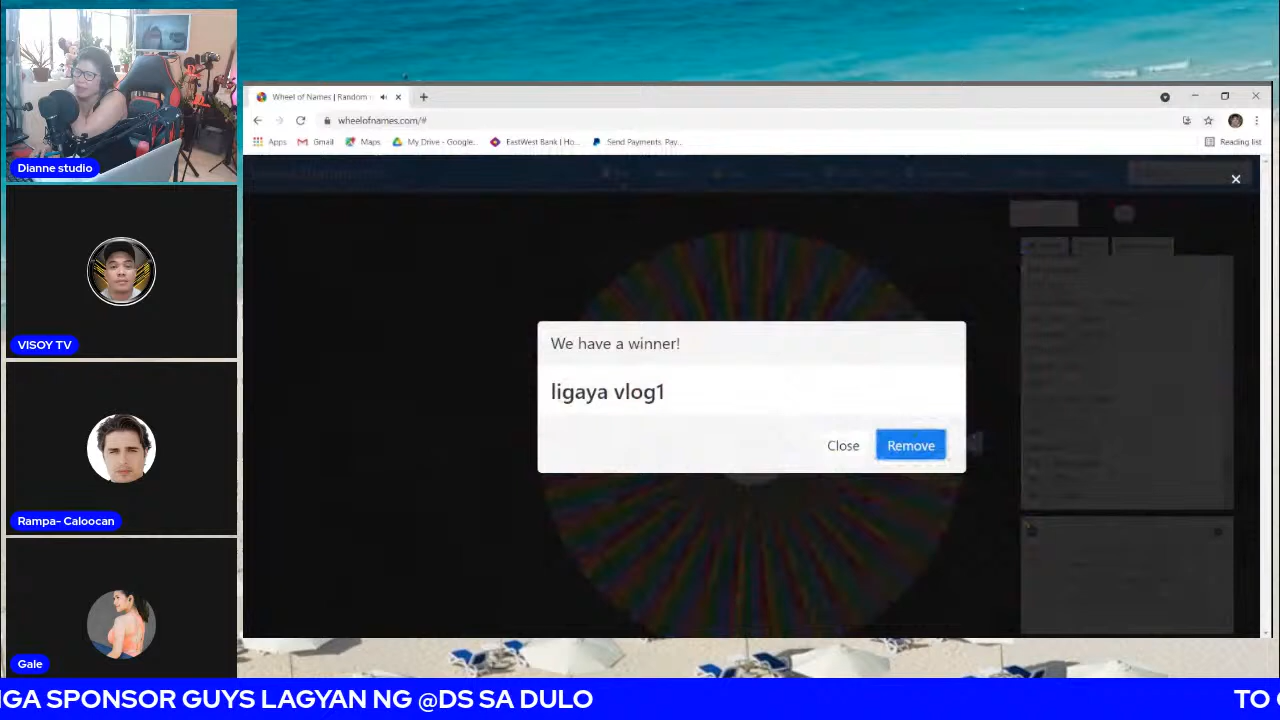 Dianne studio
VISOY TV
Rampa- Caloocan
Gale
Wheel of Names | Random
wheelofnames.com/#
Apps
Gmail
Maps
My Drive - Google...
EastWest Bank | Ho...
Send Payments, Pay...
Reading list
We have a winner!
ligaya vlog1
Close
Remove
GA SPONSOR GUYS LAGYAN NG @DS SA DULO
TO